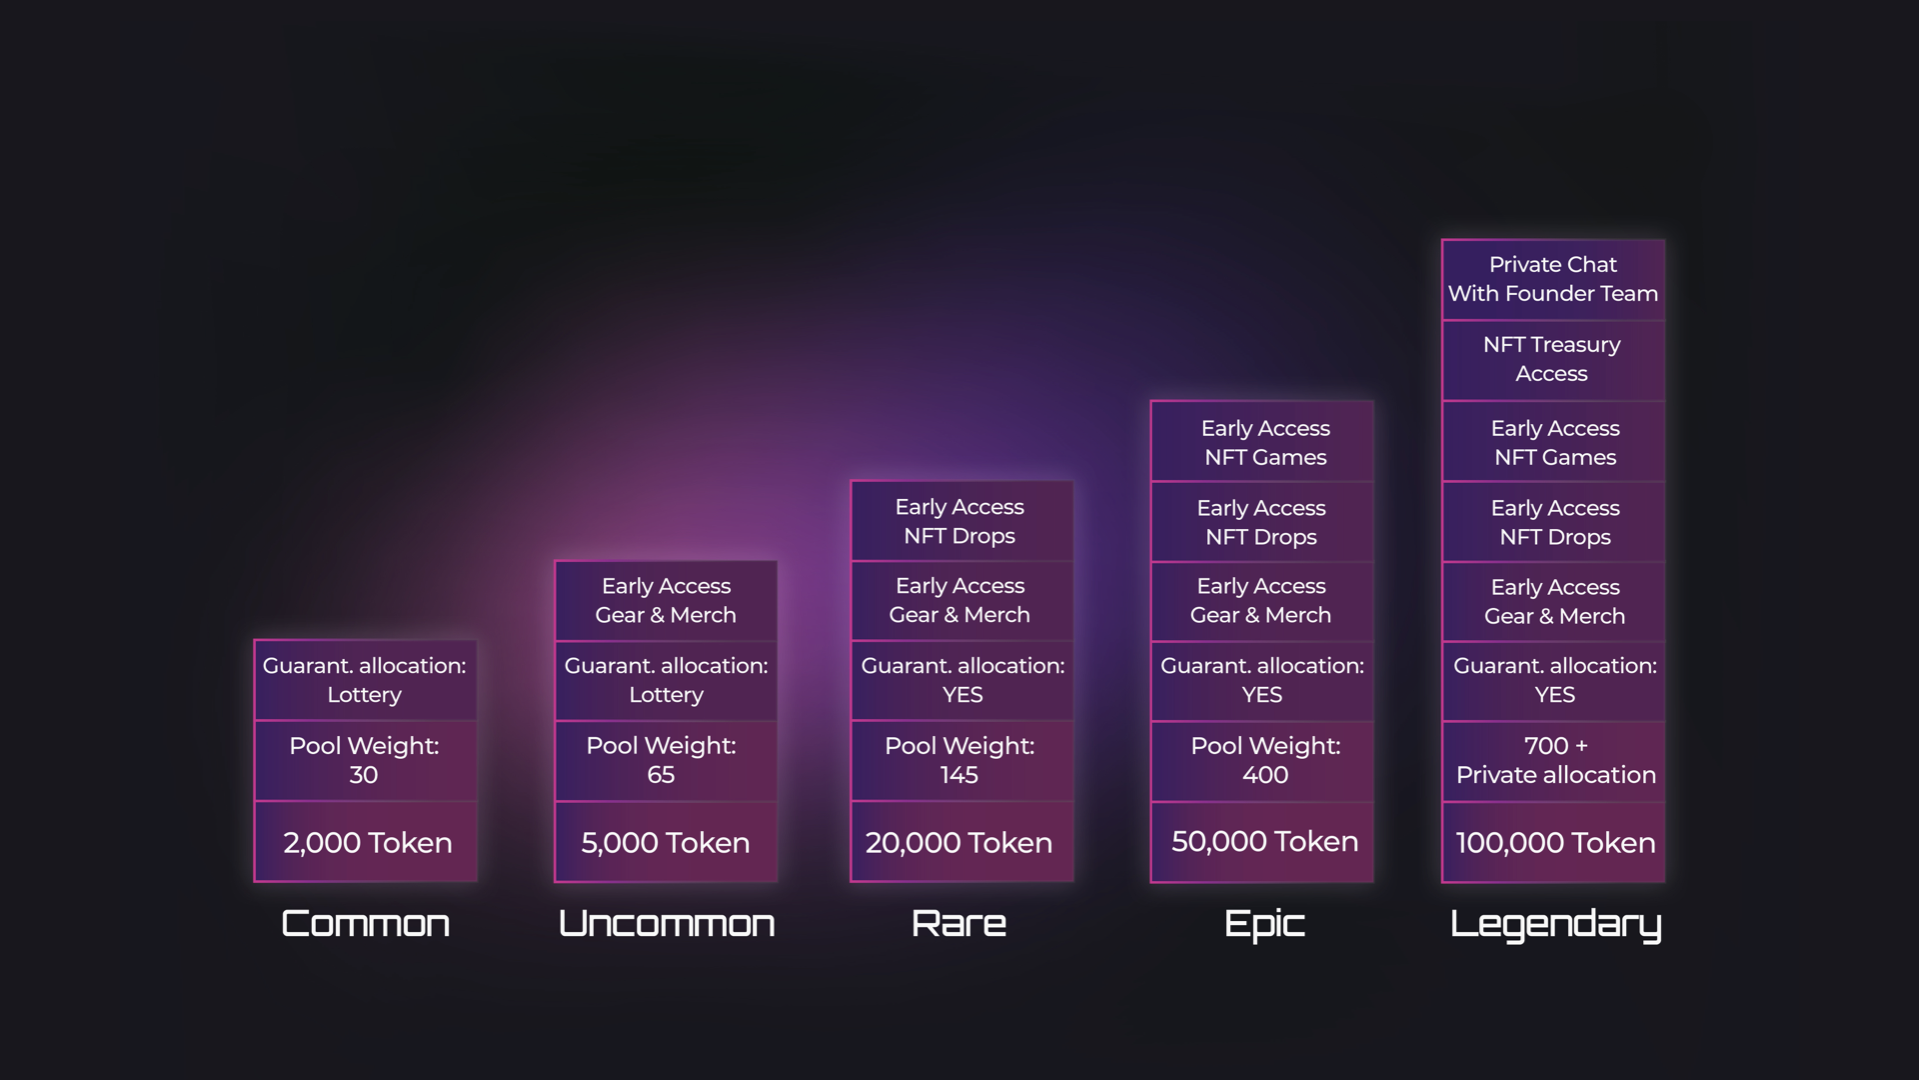 Guarant. allocation:
Lottery
Pool Weight:
30
2,000 Token
Common
Early Access
Gear & Merch
Guarant. allocation:
Lottery
Pool Weight:
65
5,000 Token
Uncommon
Early Access
NFT Drops
Early Access
Gear & Merch
Guarant. allocation:
YES
Pool Weight:
145
20,000 Token
Rare
Early Access
NFT Games
Early Access
NFT Drops
Early Access
Gear & Merch
Guarant. allocation:
YES
Pool Weight:
400
50,000 Token
Epic
Private Chat
With Founder Team
NFT Treasury
Access
Early Access
NFT Games
Early Access
NFT Drops
Early Access
Gear & Merch
Guarant. allocation:
YES
700 +
Private allocation
100,000 Token
Legendary